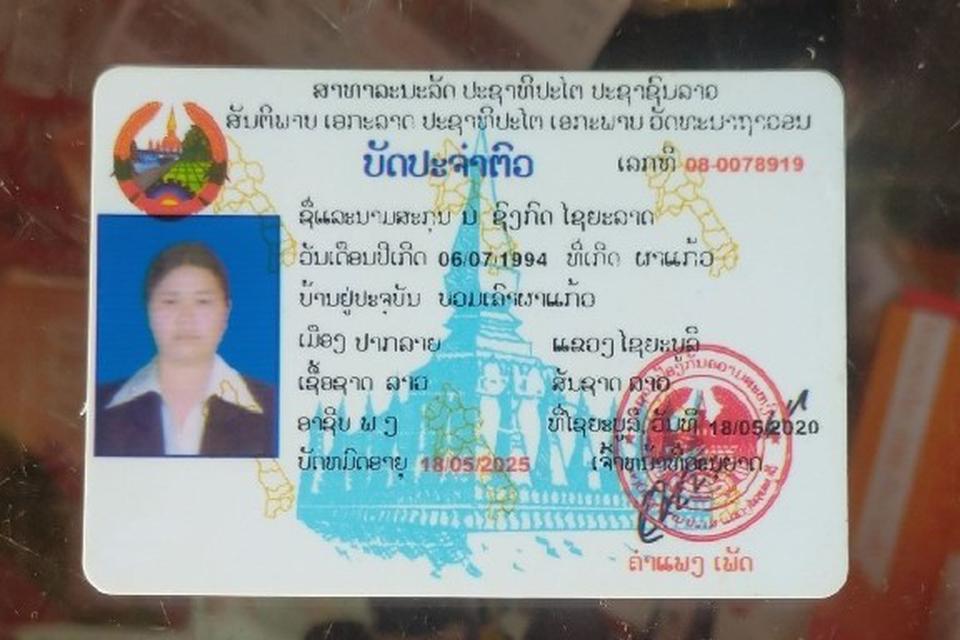 ສາທາລະນະລັດ ປະຊາທິປະໄຕ ປະຊາຊົນລາວ
ສັນຕິພາບ ເອກະລາດ ປະຊາທິປະໄຕ ເອກະພາບ ວັດທະນາຖາວອນ
ບັດປະຈຳຕົວ ເລກທີ 08-0078919
ຊື່ແລະນາມສະກຸນ ນ ຊົງກົດ ໄຊຍະລາດ
ວັນເດືອນປີເກີດ 06/07/1994 ທີ່ເກີດ ຜາແກ້ວ
ບ້ານຢູ່ປະຈຸບັນ ບອມເລົາຜາແກ້ວ
ເມືອງ ປາກລາຍ ແຂວງ ໄຊຍະບູລີ
ເຊື້ອຊາດ ລາວ ສັນຊາດ ລາວ
ອາຊີບ ພ ງ ທີ່ໄຊຍະບູລີ, ວັນທີ 18/05/2020
ບັດຫມົດອາຍຸ 18/05/2025 ເຈົ້າຫນ້າທີ່ອະນຸຍາດ
ຄຳແພງ ເພັດ